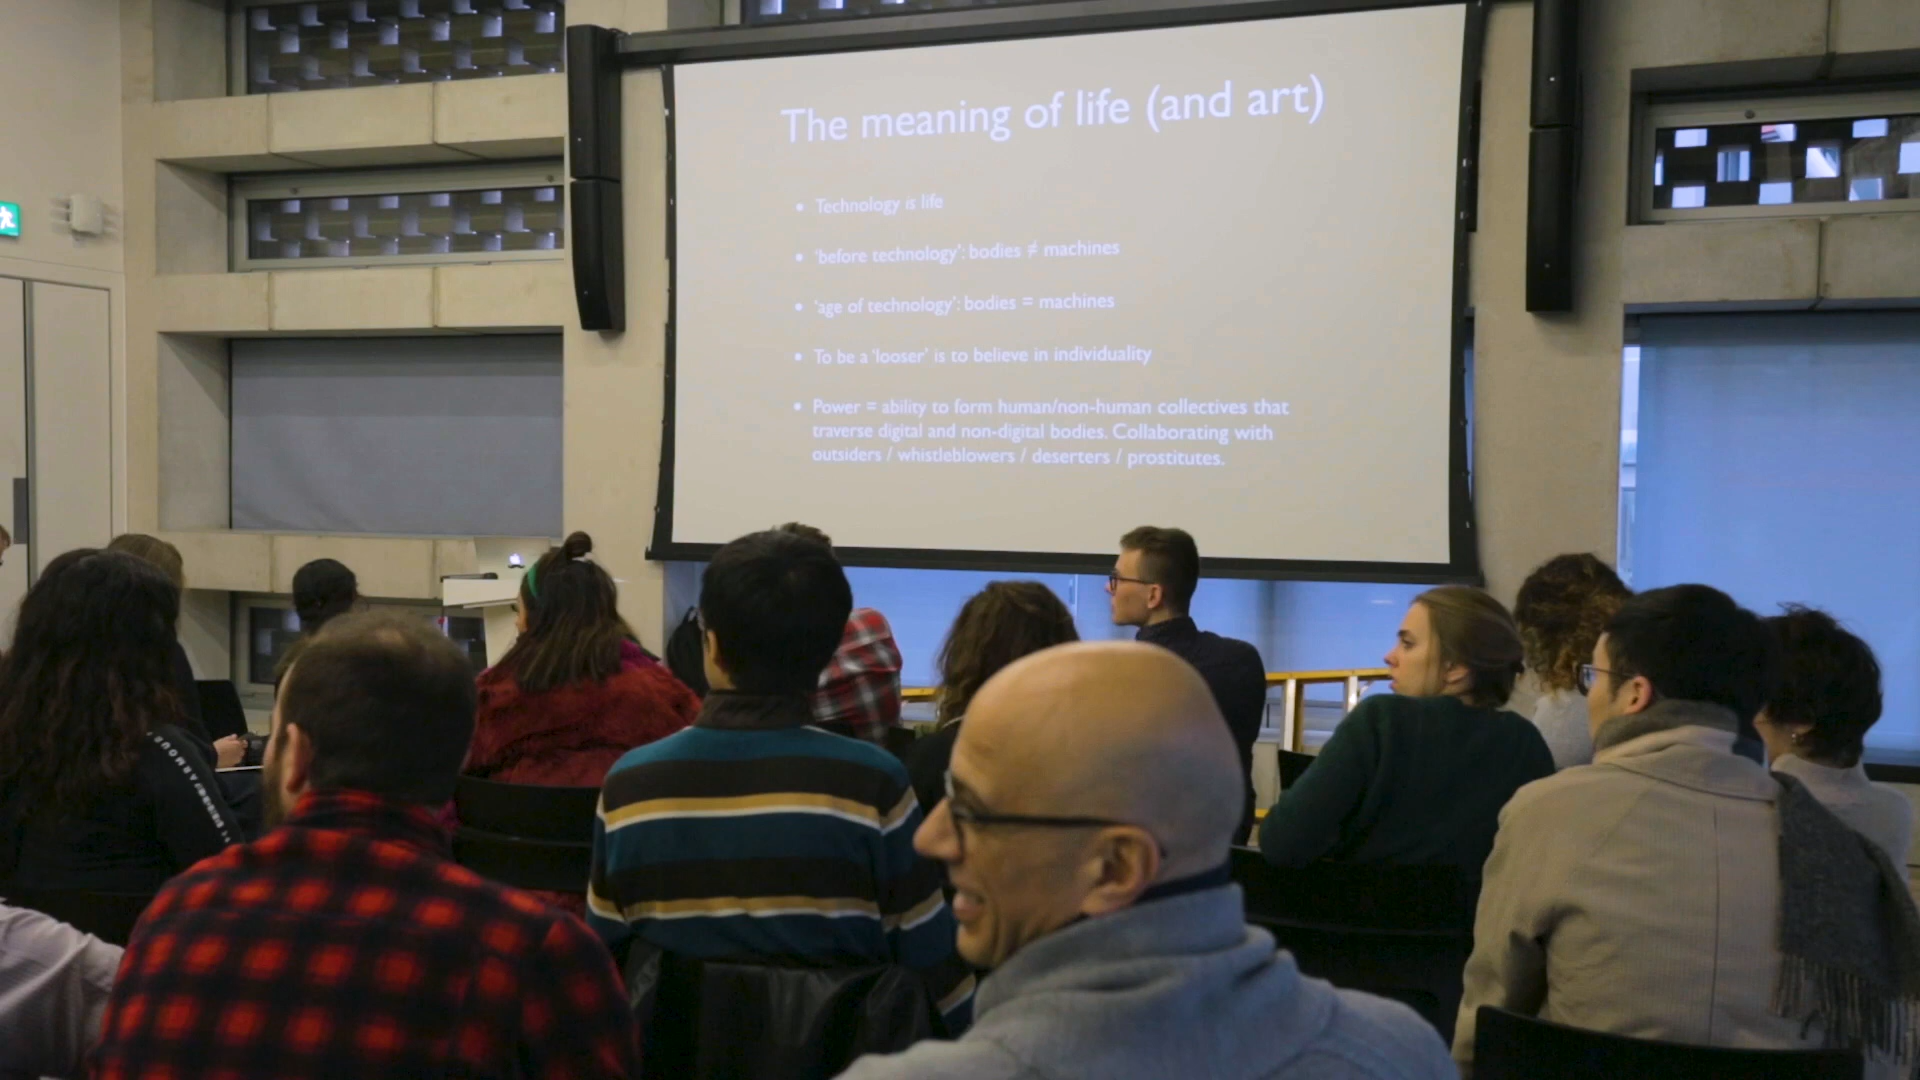 The meaning of life (and art)
• Technology is life
• 'before technology': bodies ≠ machines
• 'age of technology': bodies = machines
• To be a 'looser' is to believe in individuality
• Power = ability to form human/non-human collectives that
traverse digital and non-digital bodies. Collaborating with
outsiders / whistleblowers / deserters / prostitutes.